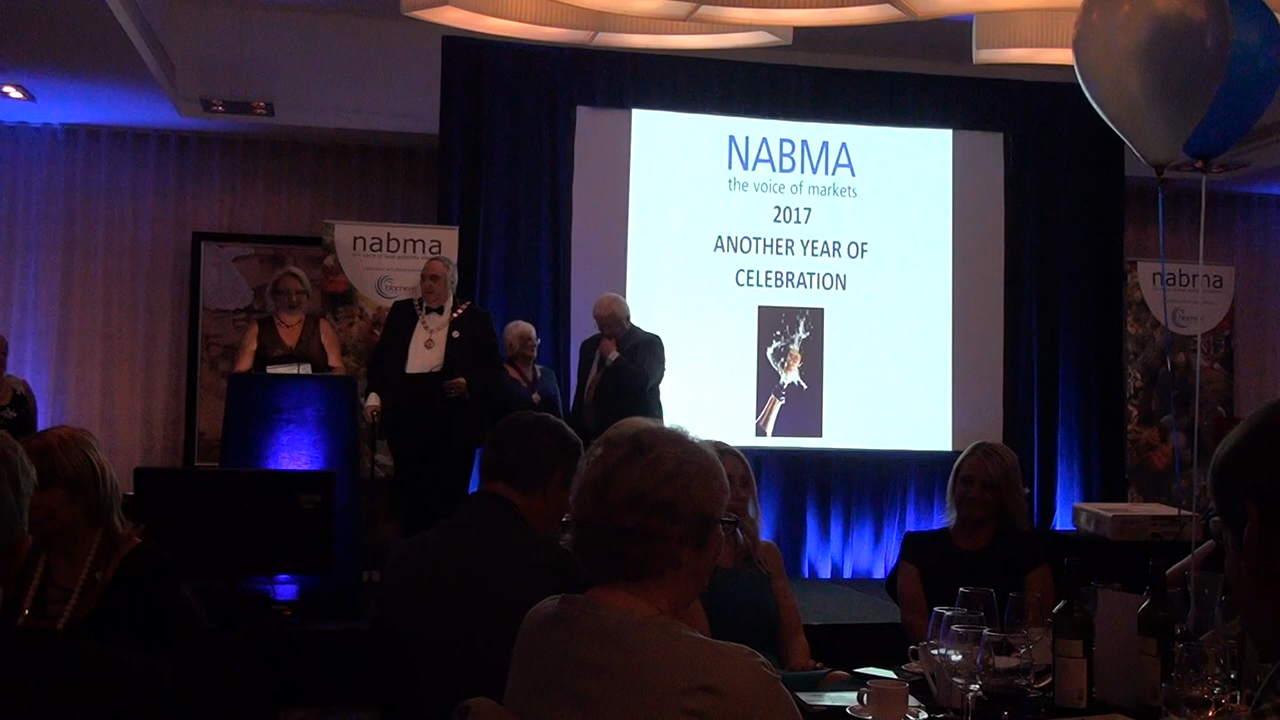 NABMA
the voice of markets
2017
ANOTHER YEAR OF
CELEBRATION
nabma
nabma